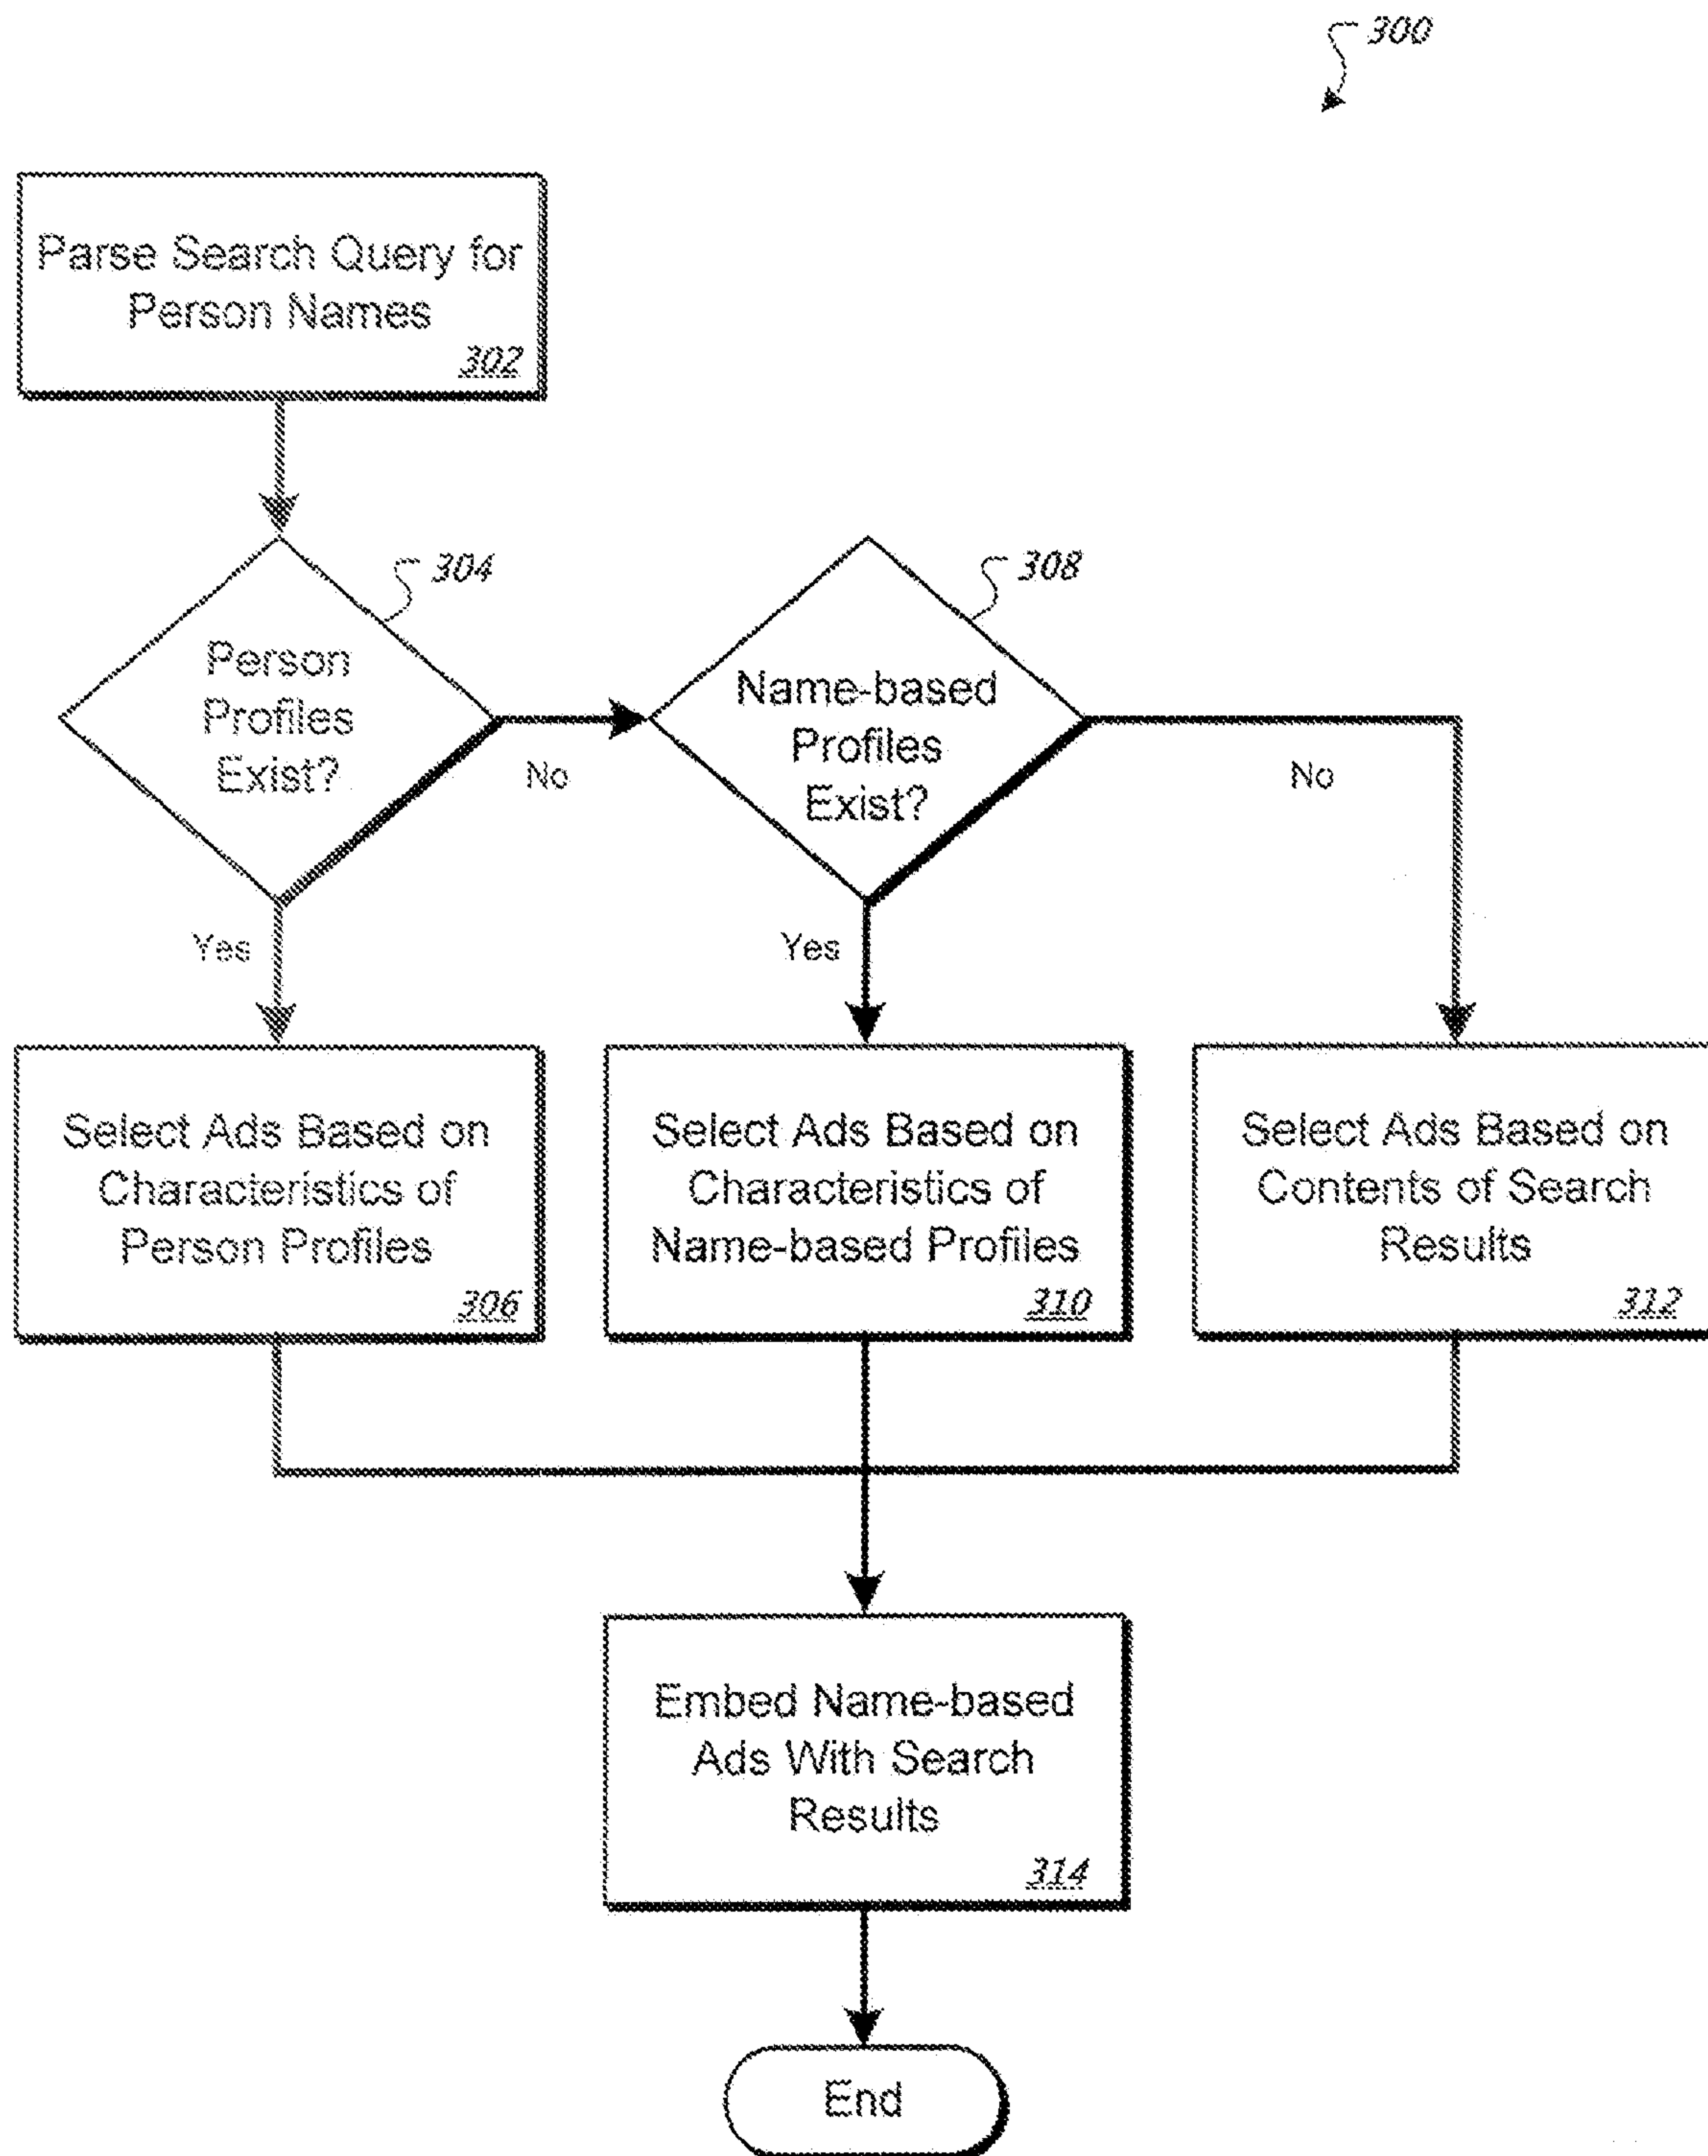 300
Parse Search Query for
Person Names
302
304
Person
Profiles
Exist?
No
Yes
308
Name-based
Profiles
Exist?
No
Yes
Select Ads Based on
Characteristics of
Person Profiles
306
Select Ads Based on
Characteristics of
Name-based Profiles
310
Select Ads Based on
Contents of Search
Results
312
Embed Name-based
Ads With Search
Results
314
End